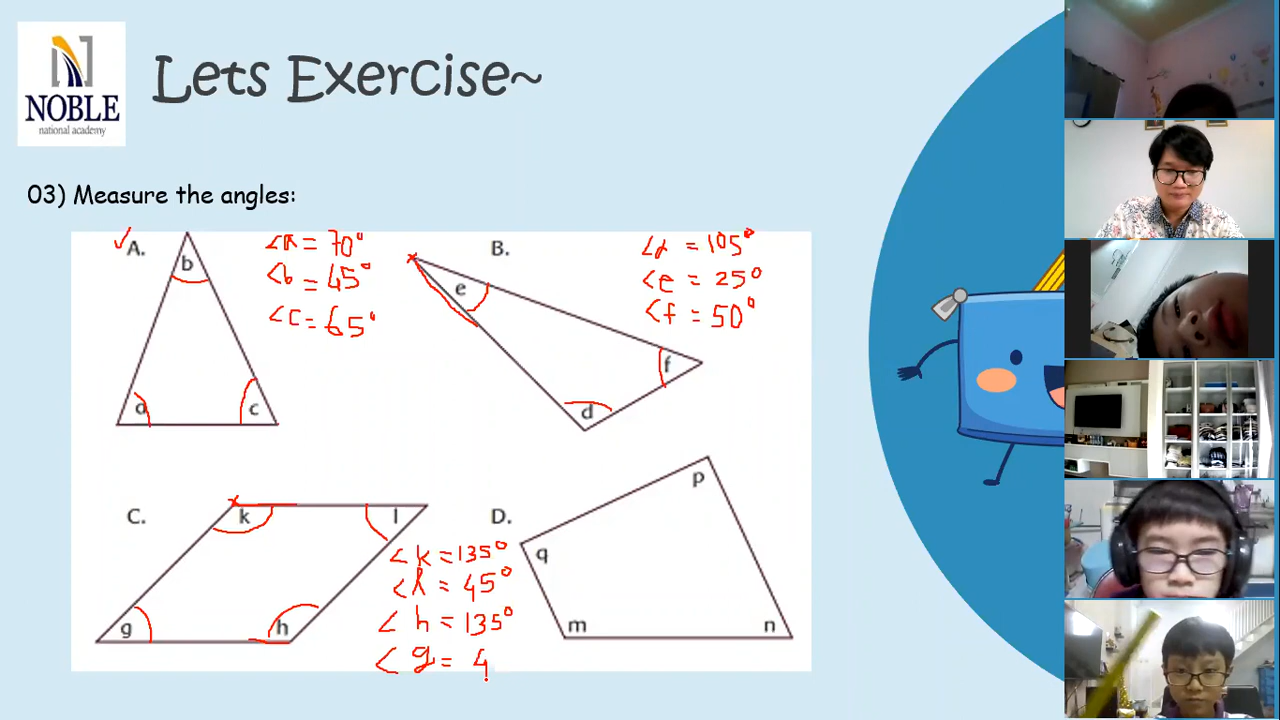 NOBLE
national academy
Lets Exercise~
03) Measure the angles:
✓ A.
b
a
c
∠a = 70°
∠b = 45°
∠c = 65°
B.
e
f
d
∠d = 105°
∠e = 25°
∠f = 50°
C.
k
l
g
h
∠k = 135°
∠l = 45°
∠h = 135°
∠g = 4
D.
p
q
m
n